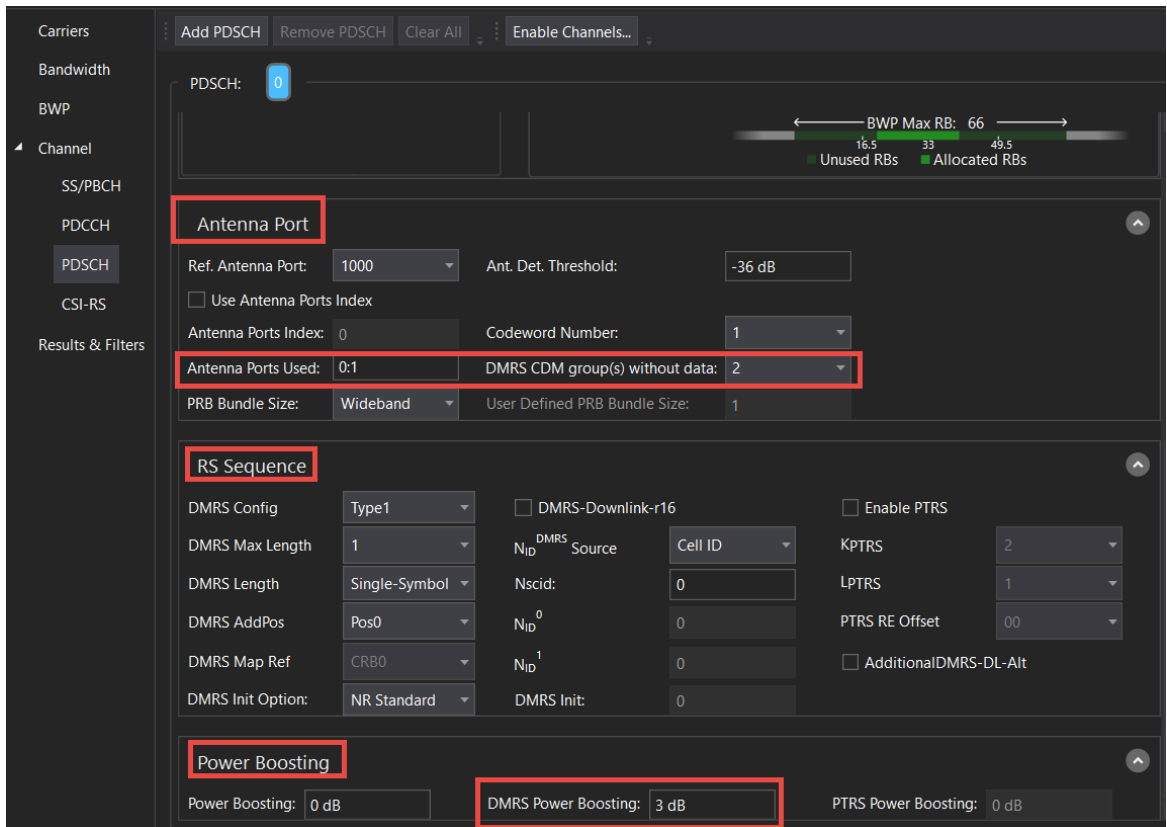 Carriers
Bandwidth
BWP
Channel
SS/PBCH
PDCCH
PDSCH
CSI-RS
Results & Filters
Add PDSCH Remove PDSCH Clear All Enable Channels...
PDSCH: 0
BWP Max RB: 66
16.5 33 49.5
Unused RBs Allocated RBs
Antenna Port
Ref. Antenna Port: 1000 Ant. Det. Threshold: -36 dB
Use Antenna Ports Index
Antenna Ports Index: 0 Codeword Number: 1
Antenna Ports Used: 0:1 DMRS CDM group(s) without data: 2
PRB Bundle Size: Wideband User Defined PRB Bundle Size: 1
RS Sequence
DMRS Config Type1 DMRS-Downlink-r16 Enable PTRS
DMRS Max Length 1 NID^DMRS Source Cell ID KPTRS 2
DMRS Length Single-Symbol Nscid: 0 LPTRS 1
DMRS AddPos Pos0 NID^0 0 PTRS RE Offset 00
DMRS Map Ref CRB0 NID^1 0 AdditionalDMRS-DL-Alt
DMRS Init Option: NR Standard DMRS Init: 0
Power Boosting
Power Boosting: 0 dB DMRS Power Boosting: 3 dB PTRS Power Boosting: 0 dB